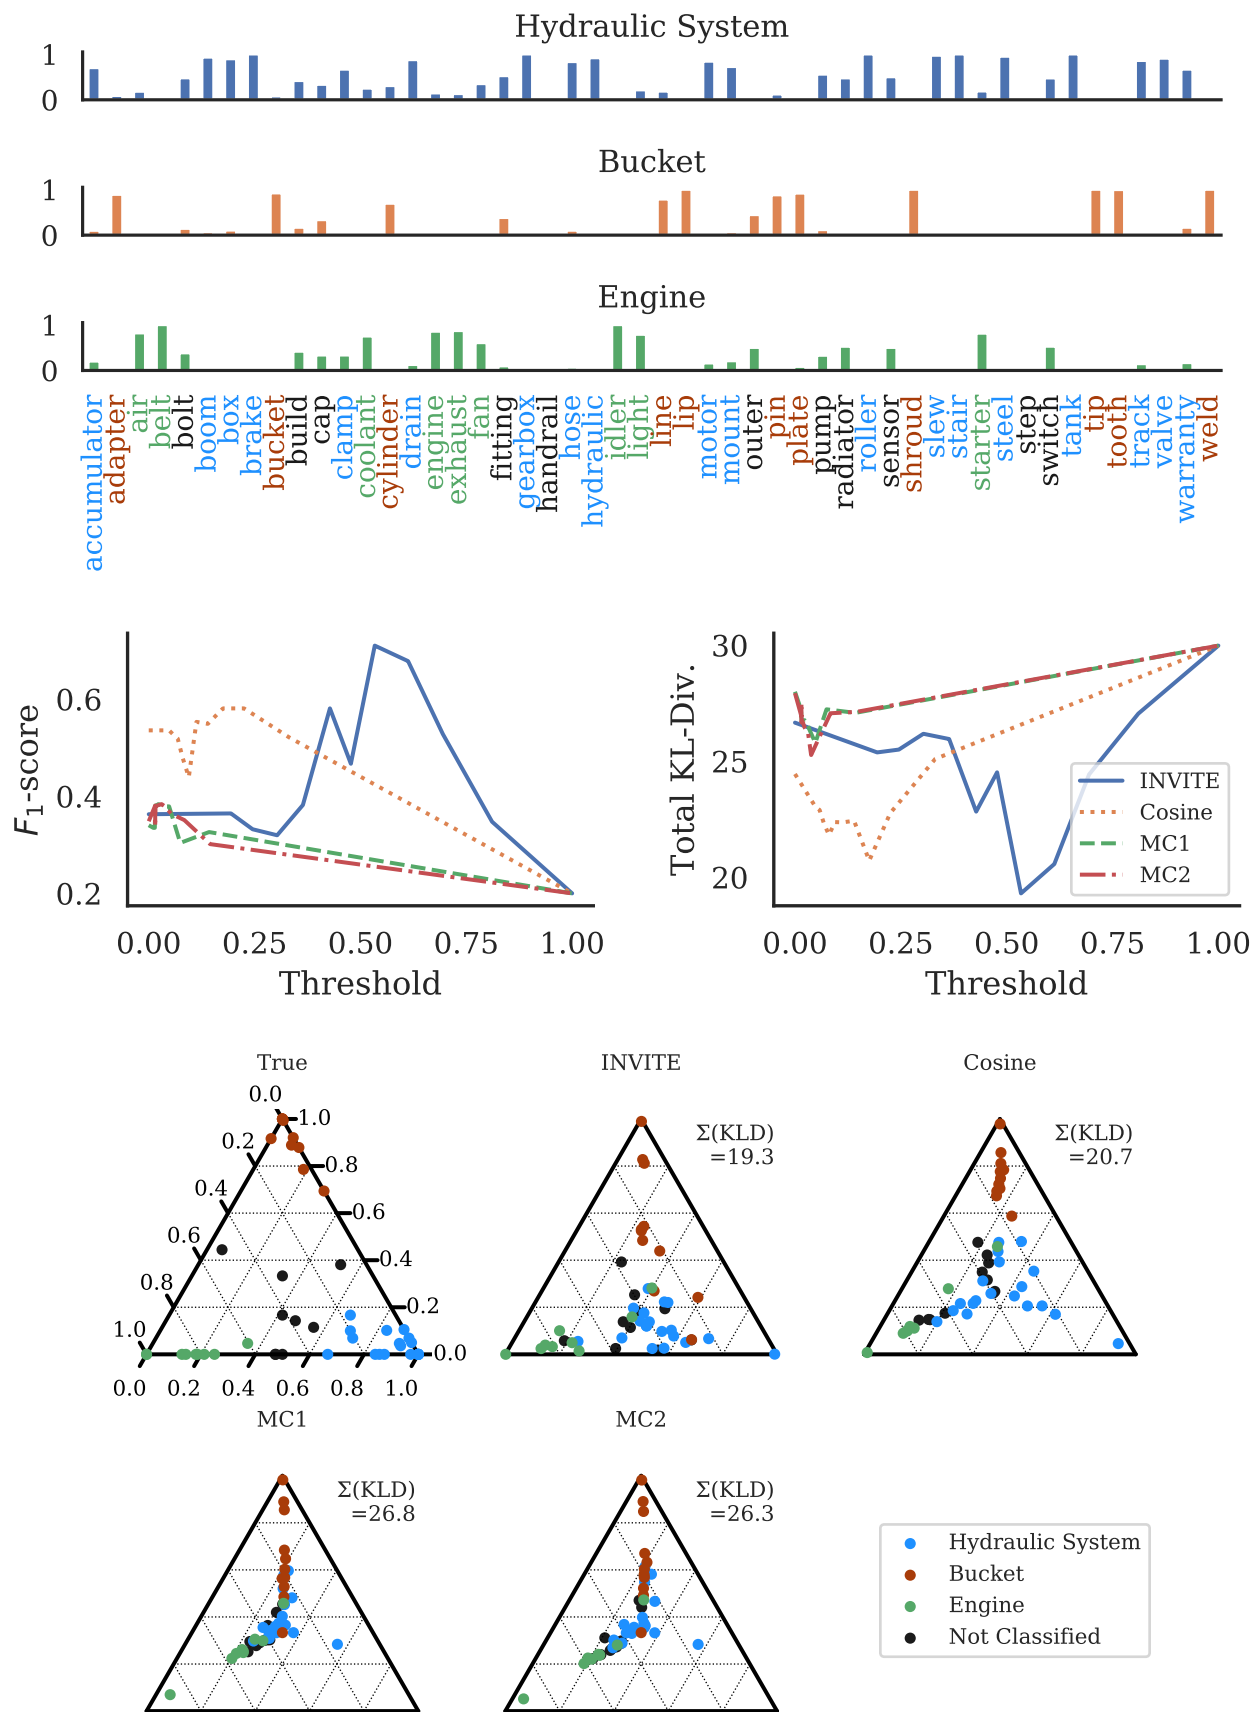 Hydraulic System
1
0
Bucket
1
0
Engine
1
0
accumulator
adapter
air
belt
bolt
boom
box
brake
bucket
build
cap
clamp
coolant
cylinder
drain
engine
exhaust
fan
fitting
gearbox
handrail
hose
hydraulic
idler
light
line
lip
motor
mount
outer
pin
plate
pump
radiator
roller
sensor
shroud
slew
stair
starter
steel
step
switch
tank
tip
tooth
track
valve
warranty
weld
F1-score
0.6
0.4
0.2
0.00 0.25 0.50 0.75 1.00
Threshold
Total KL-Div.
30
25
20
INVITE
Cosine
MC1
MC2
0.00 0.25 0.50 0.75 1.00
Threshold
True
0.0
0.2
0.4
0.6
0.8
1.0
1.0
0.8
0.6
0.4
0.2
0.0
0.0 0.2 0.4 0.6 0.8 1.0
INVITE
Σ(KLD)
=19.3
Cosine
Σ(KLD)
=20.7
MC1
Σ(KLD)
=26.8
MC2
Σ(KLD)
=26.3
Hydraulic System
Bucket
Engine
Not Classified